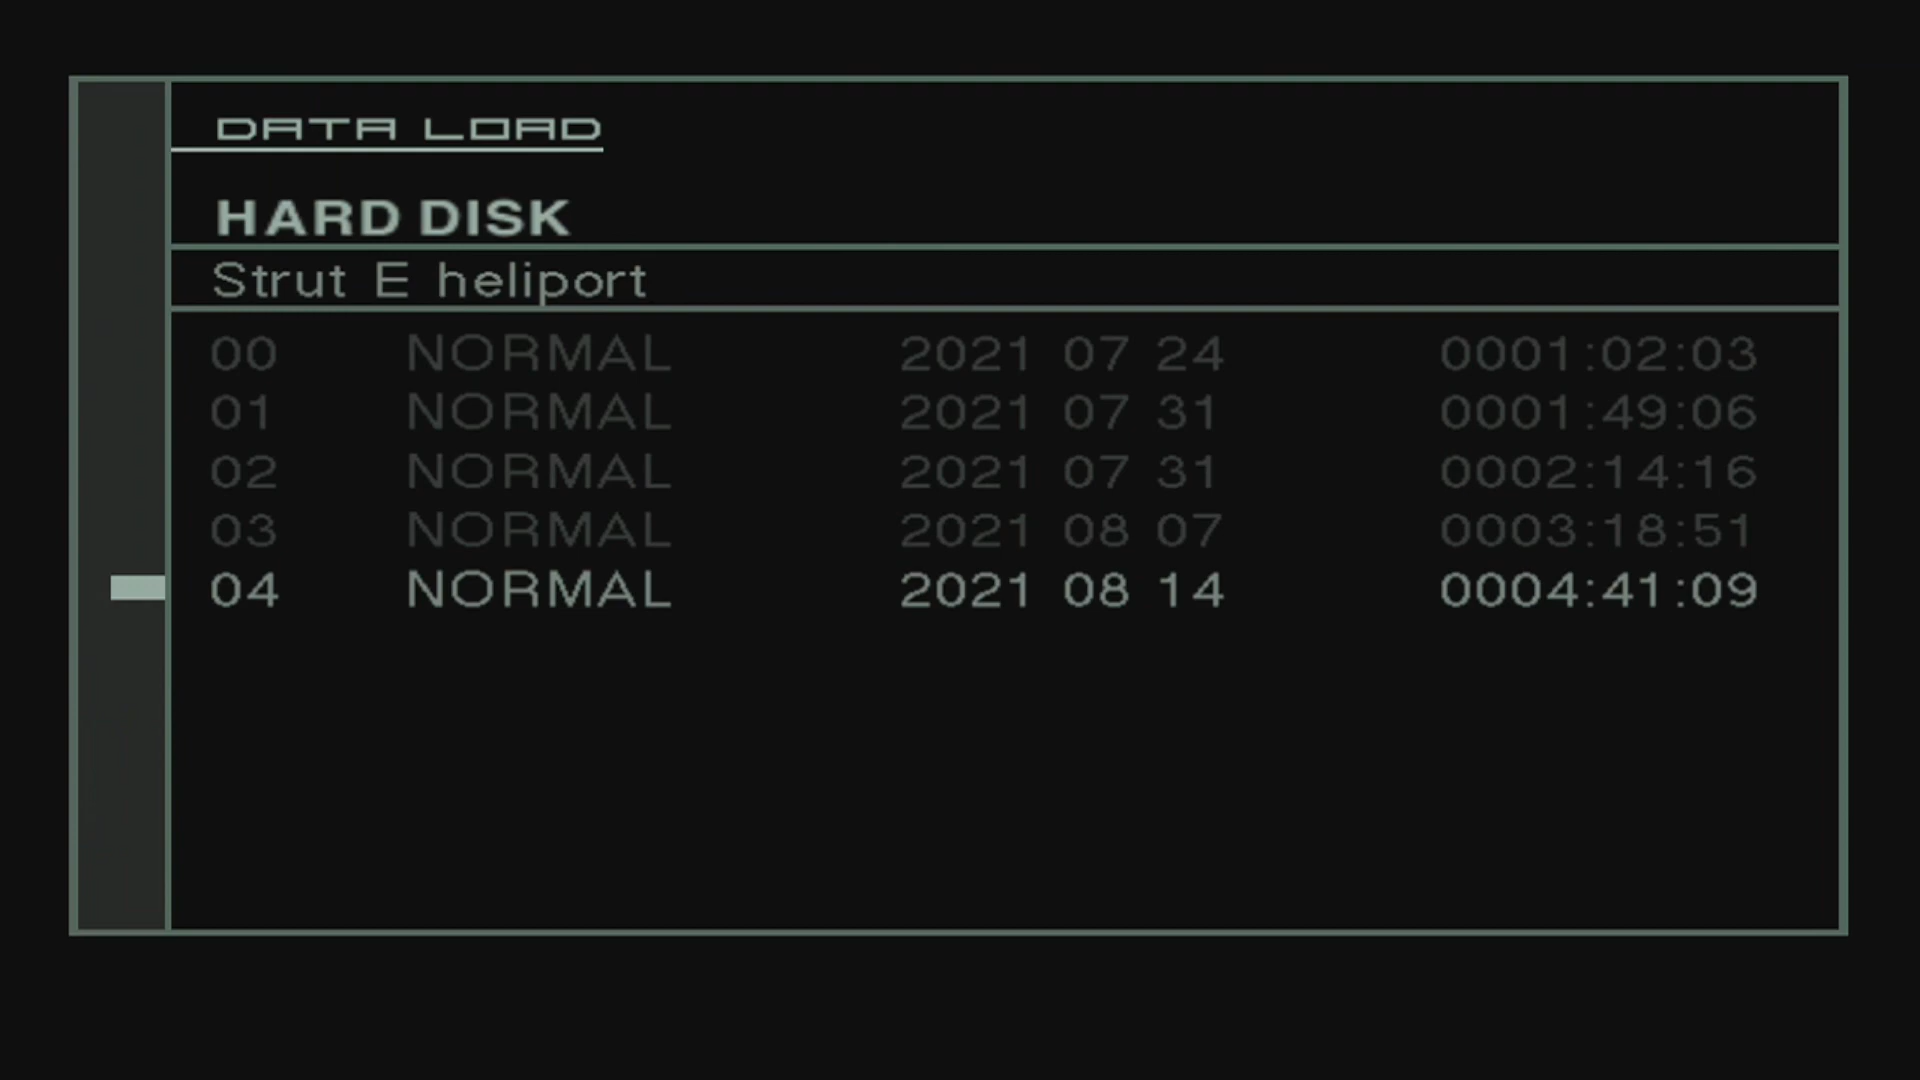 DATA LOAD
HARD DISK
Strut E heliport
00 NORMAL 2021 07 24 0001:02:03
01 NORMAL 2021 07 31 0001:49:06
02 NORMAL 2021 07 31 0002:14:16
03 NORMAL 2021 08 07 0003:18:51
04 NORMAL 2021 08 14 0004:41:09